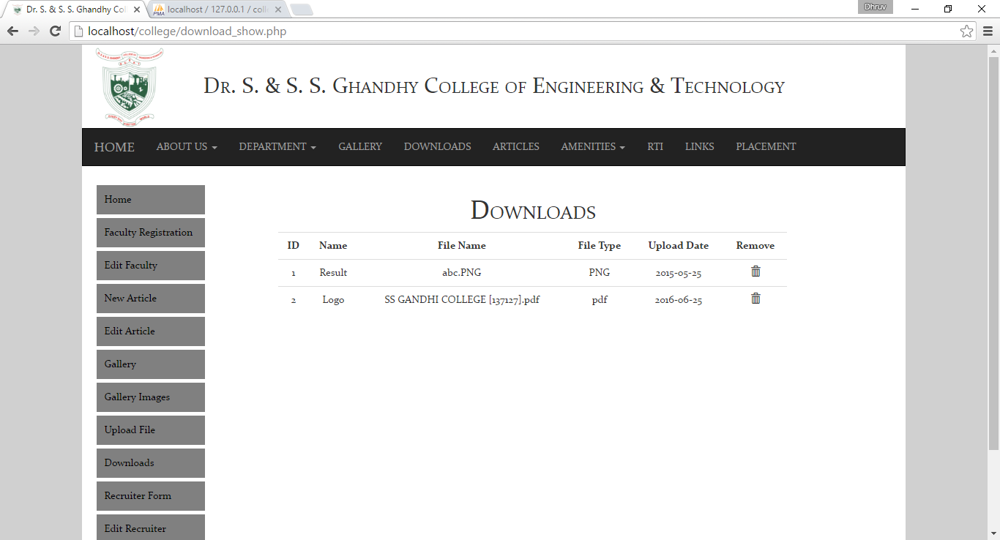 Dr. S. & S. S. Ghandhy Col
localhost / 127.0.0.1 / coll
Dhruv
localhost/college/download_show.php
Dr. S. & S. S. Ghandhy College of Engineering & Technology
HOME ABOUT US DEPARTMENT GALLERY DOWNLOADS ARTICLES AMENITIES RTI LINKS PLACEMENT
Home
Faculty Registration
Edit Faculty
New Article
Edit Article
Gallery
Gallery Images
Upload File
Downloads
Recruiter Form
Edit Recruiter
Downloads
ID Name File Name File Type Upload Date Remove
1 Result abc.PNG PNG 2015-05-25
2 Logo SS GANDHI COLLEGE [137127].pdf pdf 2016-06-25